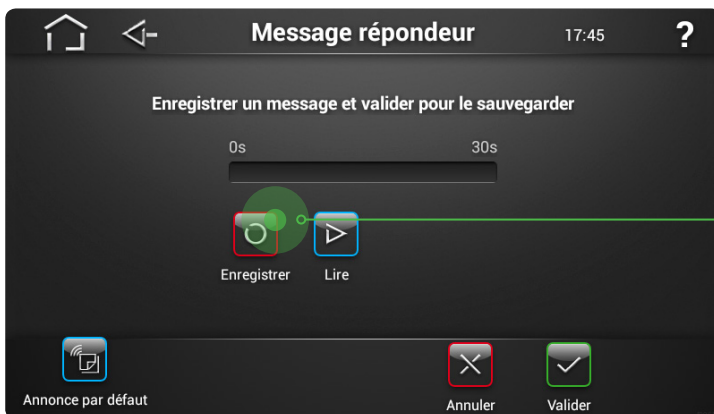 Message répondeur
17:45
?
Enregistrer un message et valider pour le sauvegarder
0s
30s
Enregistrer
Lire
Annonce par défaut
Annuler
Valider